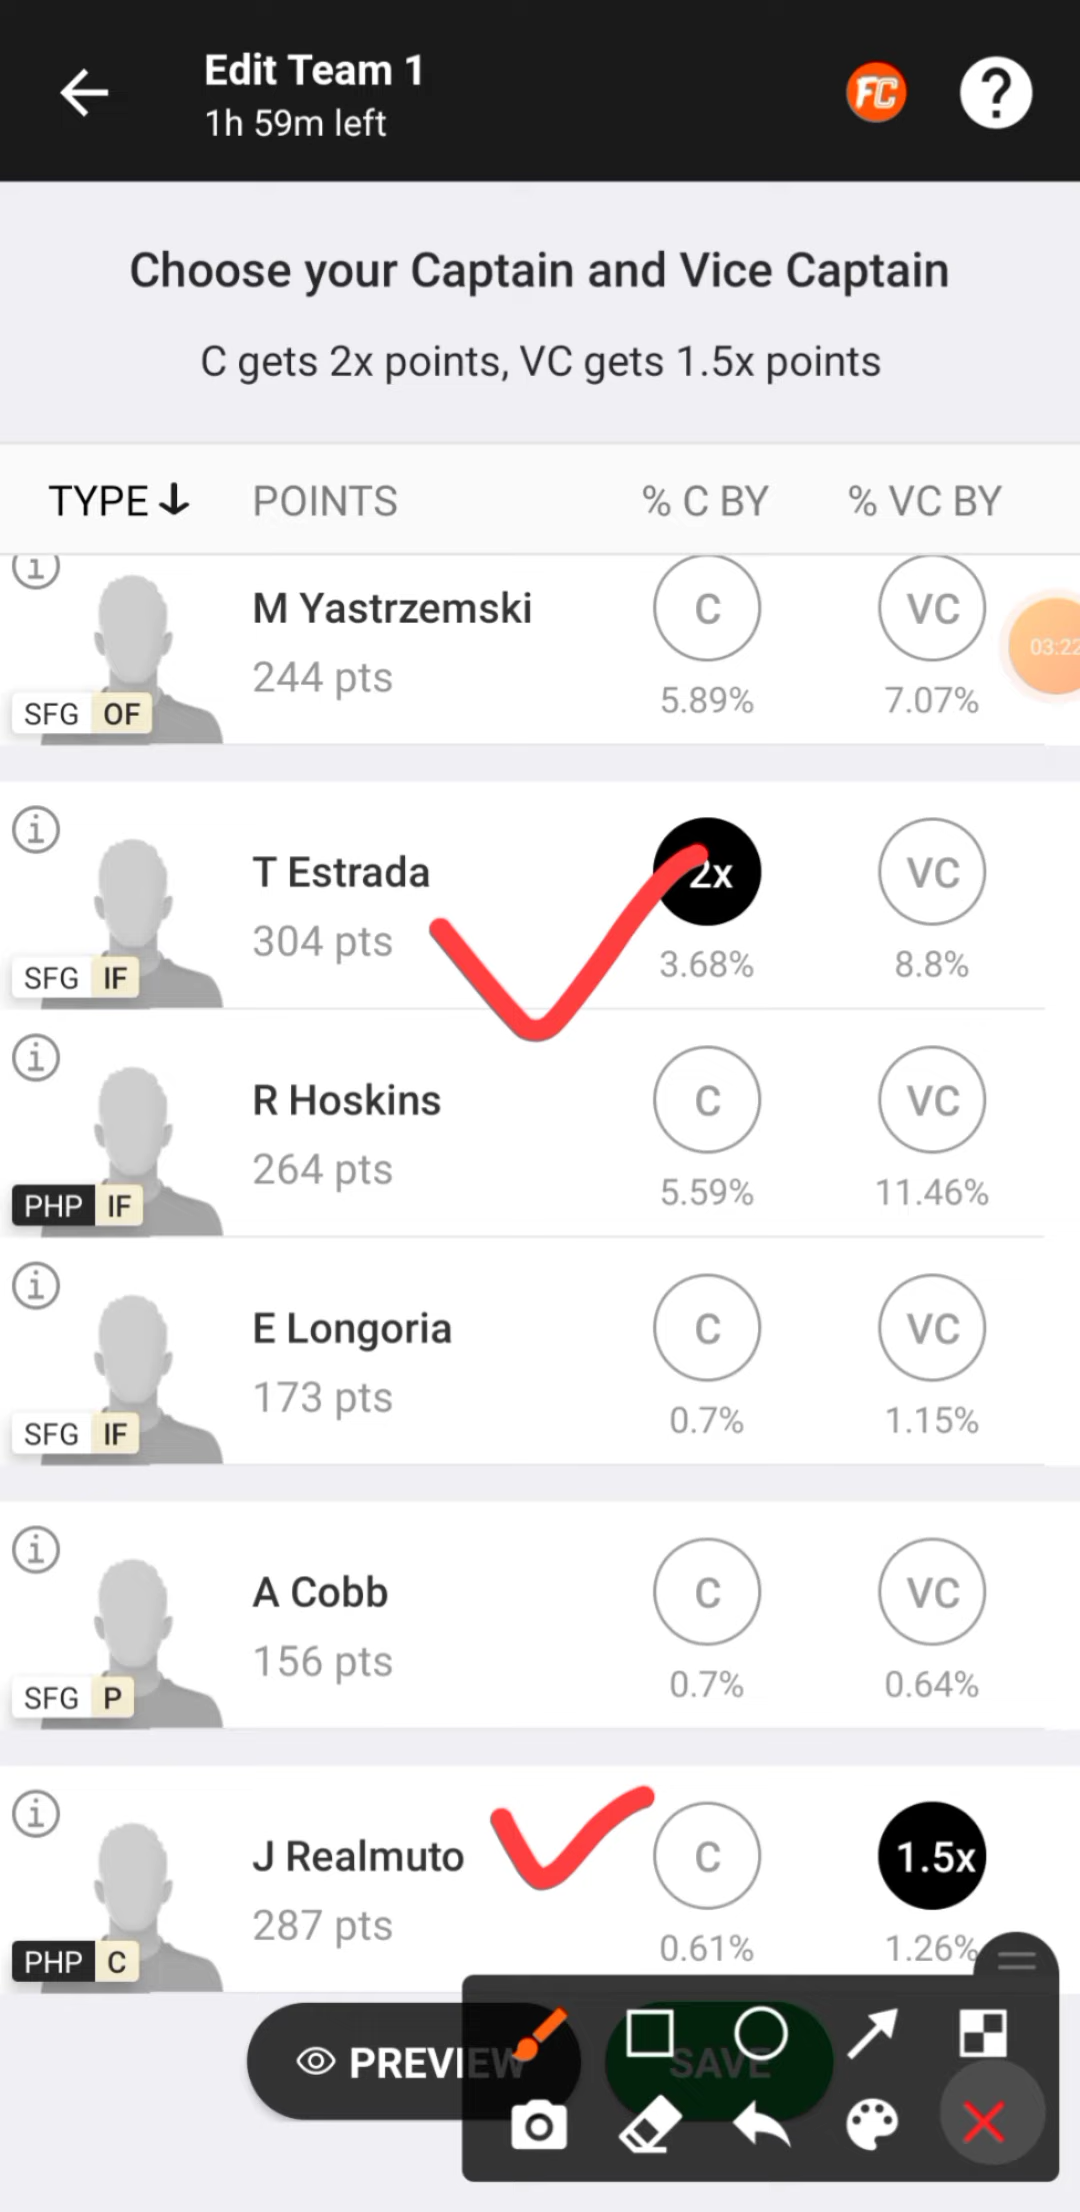 Edit Team 1
1h 59m left
FC
?
Choose your Captain and Vice Captain
C gets 2x points, VC gets 1.5x points
TYPE POINTS % C BY % VC BY
M Yastrzemski C VC
244 pts 5.89% 7.07%
SFG OF
03:22
T Estrada 2x VC
304 pts 3.68% 8.8%
SFG IF
R Hoskins C VC
264 pts 5.59% 11.46%
PHP IF
E Longoria C VC
173 pts 0.7% 1.15%
SFG IF
A Cobb C VC
156 pts 0.7% 0.64%
SFG P
J Realmuto C 1.5x
287 pts 0.61% 1.26%
PHP C
PREVIEW SAVE